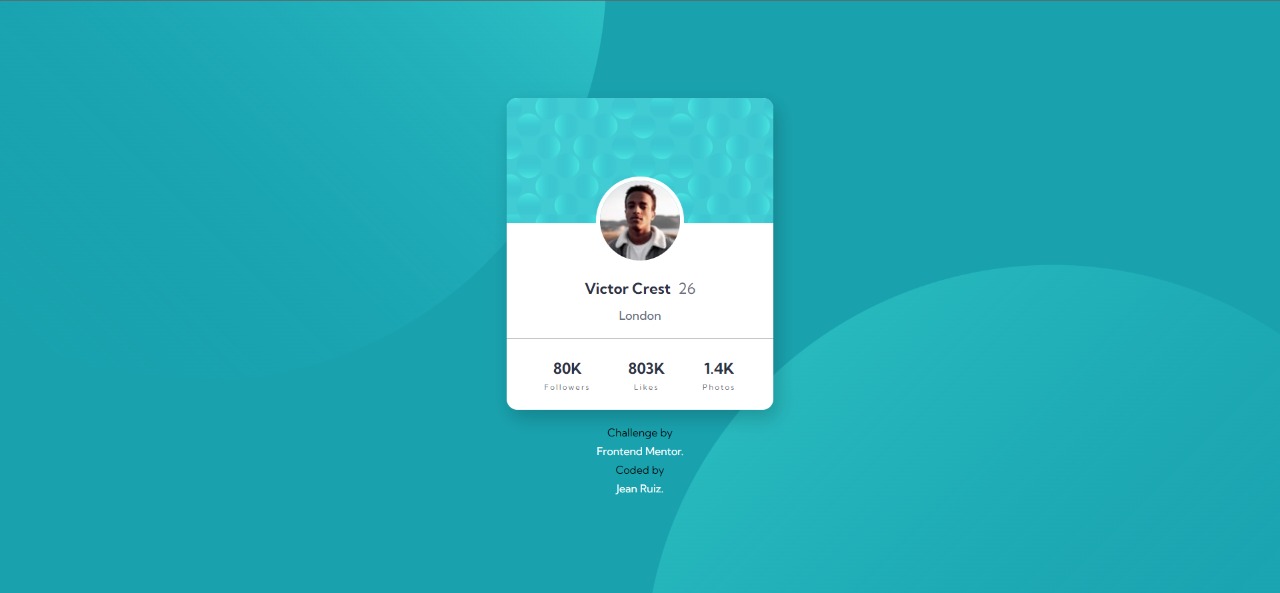 Victor Crest 26
London
80K 803K 1.4K
Followers Likes Photos
Challenge by
Frontend Mentor.
Coded by
Jean Ruiz.